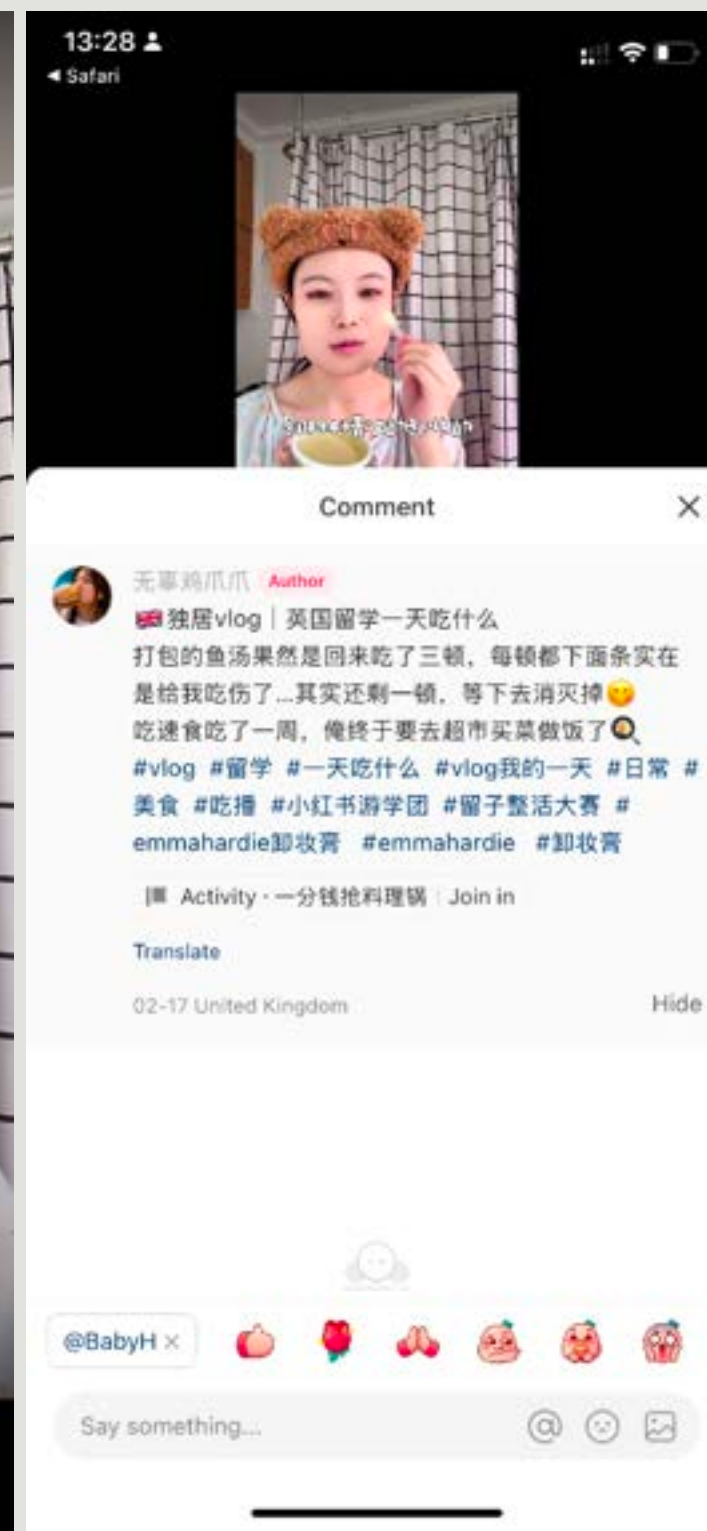 13:28
Safari
Comment
无事鸡爪爪 Author
🇬🇧独居vlog｜英国留学一天吃什么
打包的鱼汤果然是回来吃了三顿，每顿都下面条实在
是给我吃伤了...其实还剩一顿，等下去消灭掉😋
吃速食吃了一周，俺终于要去超市买菜做饭了🍳
#vlog #留学 #一天吃什么 #vlog我的一天 #日常 #
美食 #吃播 #小红书游学团 #留子整活大赛 #
emmahardie卸妆膏 #emmahardie #卸妆膏
Activity · 一分钱抢料理锅 | Join in
Translate
02-17 United Kingdom
Hide
@BabyH ×
Say something...